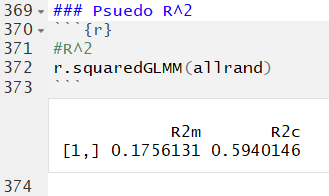 369 ### Psuedo R^2
370 ```{r}
371 #R^2
372 r.squaredGLMM(allrand)
373 ```
R2m R2c
[1,] 0.1756131 0.5940146
374